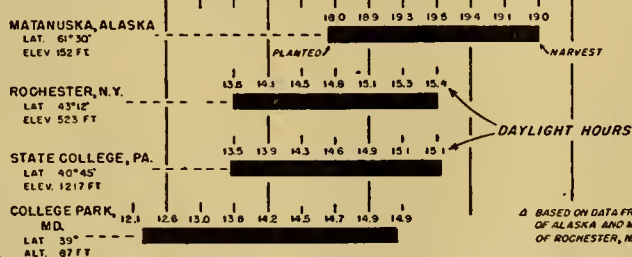 MATANUSKA, ALASKA
LAT. 61°30'
ELEV 152 FT
18.0 18.9 19.3 19.5 19.4 19.1 19.0
PLANTED
HARVEST
ROCHESTER, N.Y.
LAT 43°12'
ELEV 523 FT
13.6 14.1 14.5 14.8 15.1 15.3 15.4
DAYLIGHT HOURS
STATE COLLEGE, PA.
LAT 40°45'
ELEV. 1217 FT
13.5 13.9 14.3 14.6 14.9 15.1 15.1
COLLEGE PARK, MD.
LAT 39°
ALT. 87 FT
12.1 12.6 13.0 13.8 14.2 14.5 14.7 14.9 14.9
Δ BASED ON DATA
OF ALASKA AND
OF ROCHESTER,